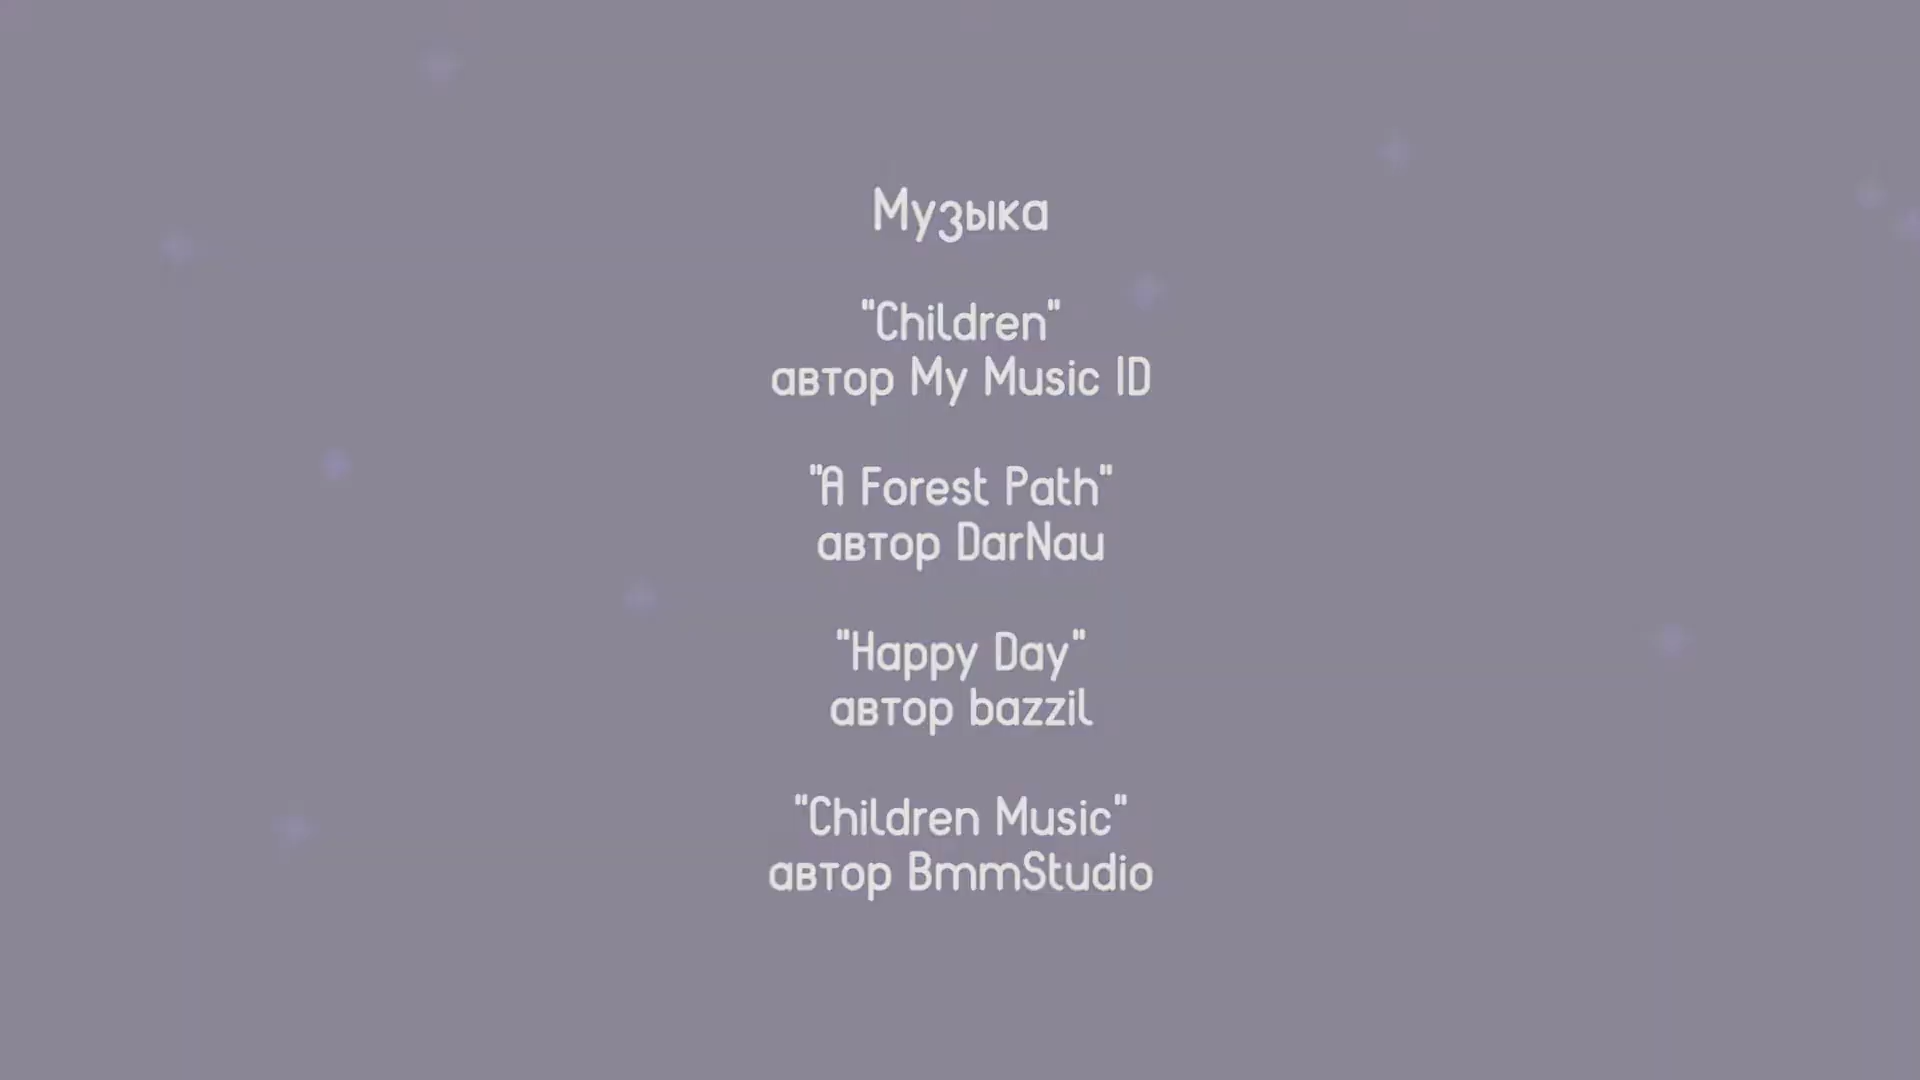 Музыка
"Children"
автор My Music ID
"A Forest Path"
автор DarNau
"Happy Day"
автор bazzil
"Children Music"
автор BmmStudio